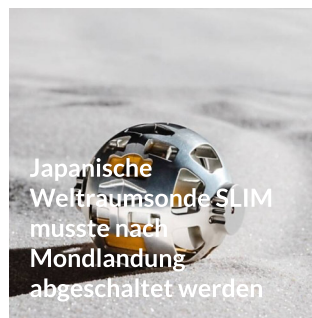 Japanische
Weltraumsonde SLIM
musste nach
Mondlandung
abgeschaltet werden